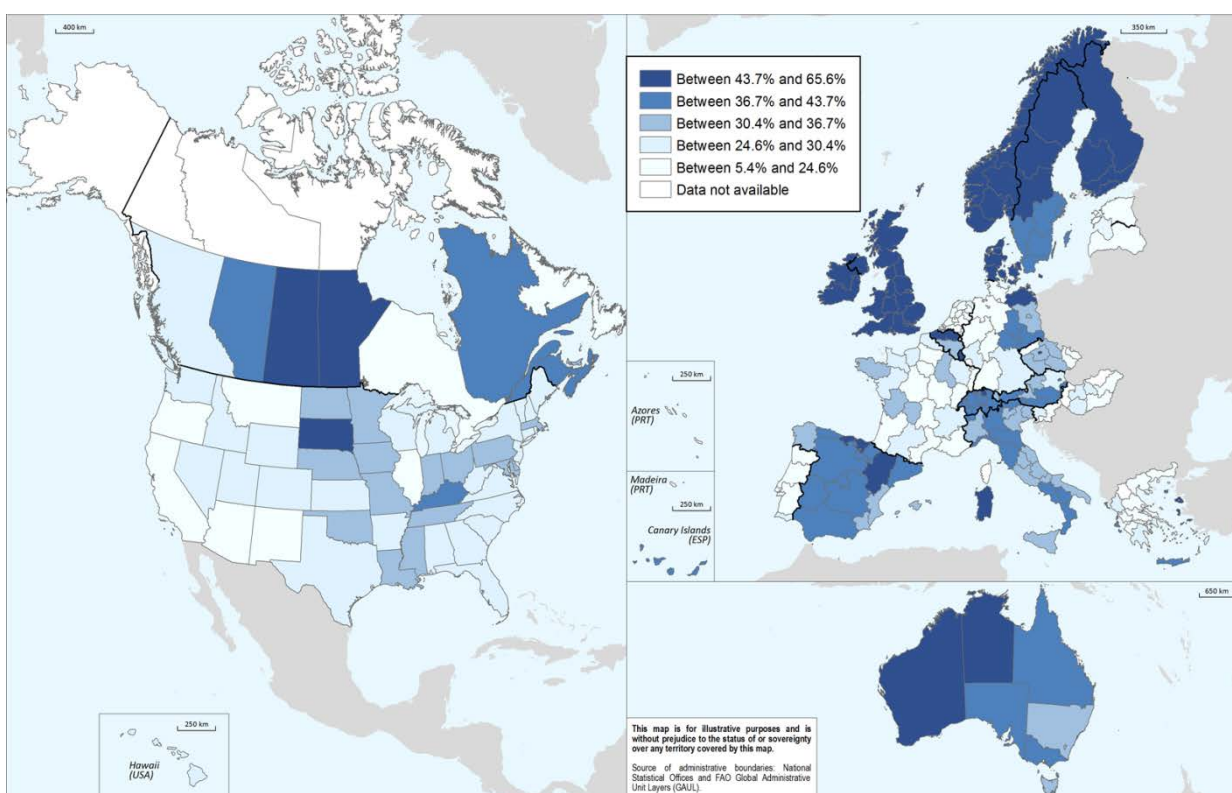 400 km
350 km
Between 43.7% and 65.6%
Between 36.7% and 43.7%
Between 30.4% and 36.7%
Between 24.6% and 30.4%
Between 5.4% and 24.6%
Data not available
250 km
Azores
(PRT)
Madeira
(PRT)
250 km
Canary Islands
(ESP)
650 km
250 km
Hawaii
(USA)
This map is for illustrative purposes and is
without prejudice to the status of or sovereignty
over any territory covered by this map.
Source of administrative boundaries: National
Statistical Offices and FAO Global Administrative
Unit Layers (GAUL).